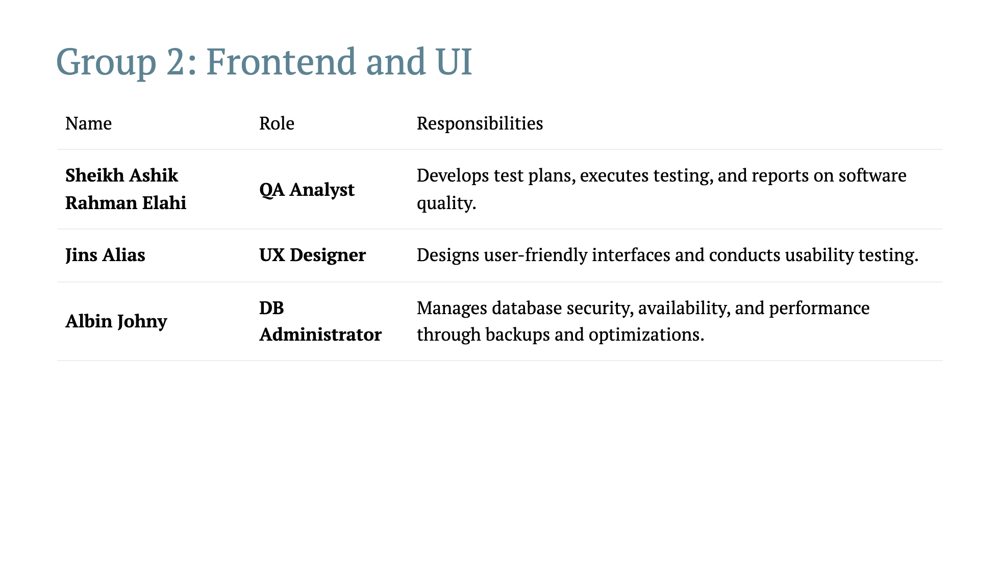 Group 2: Frontend and UI
Name Role Responsibilities
Sheikh Ashik
Rahman Elahi
QA Analyst
Develops test plans, executes testing, and reports on software
quality.
Jins Alias UX Designer Designs user-friendly interfaces and conducts usability testing.
Albin Johny
DB
Administrator
Manages database security, availability, and performance
through backups and optimizations.